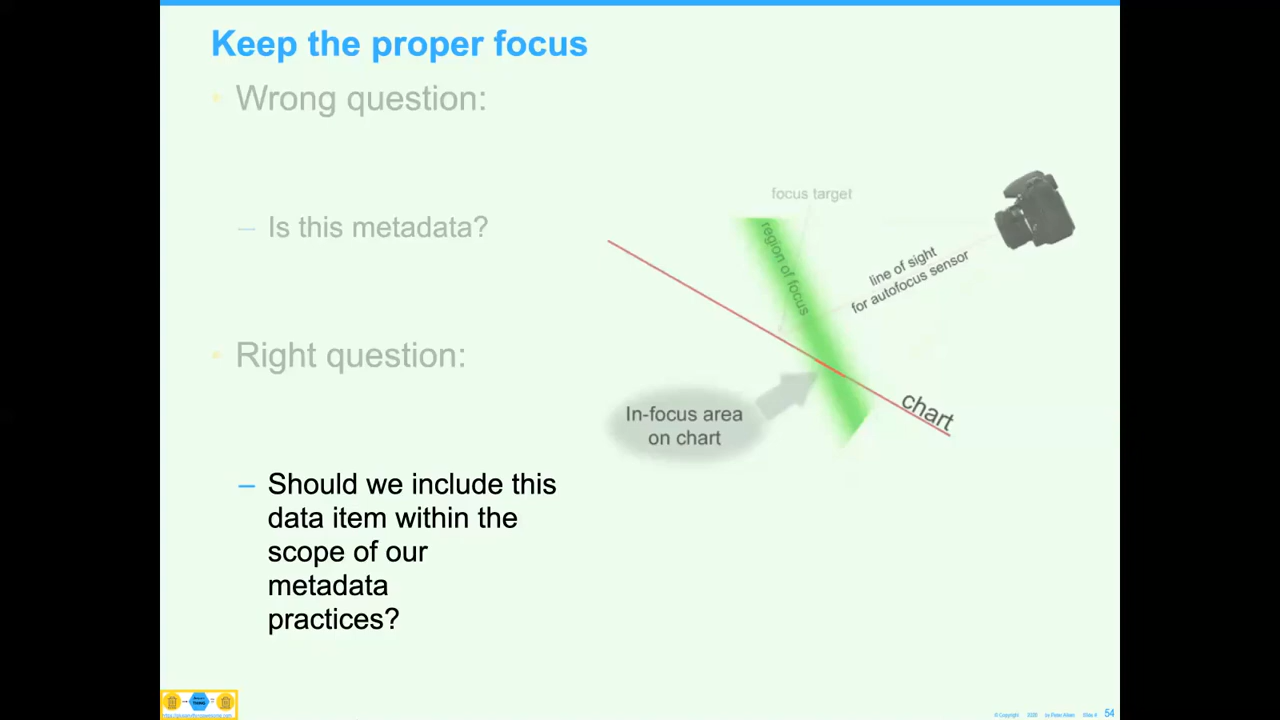 Keep the proper focus
• Wrong question:
– Is this metadata?
• Right question:
– Should we include this
data item within the
scope of our
metadata
practices?
focus target
region of focus
line of sight
for autofocus sensor
In-focus area
on chart
chart
54